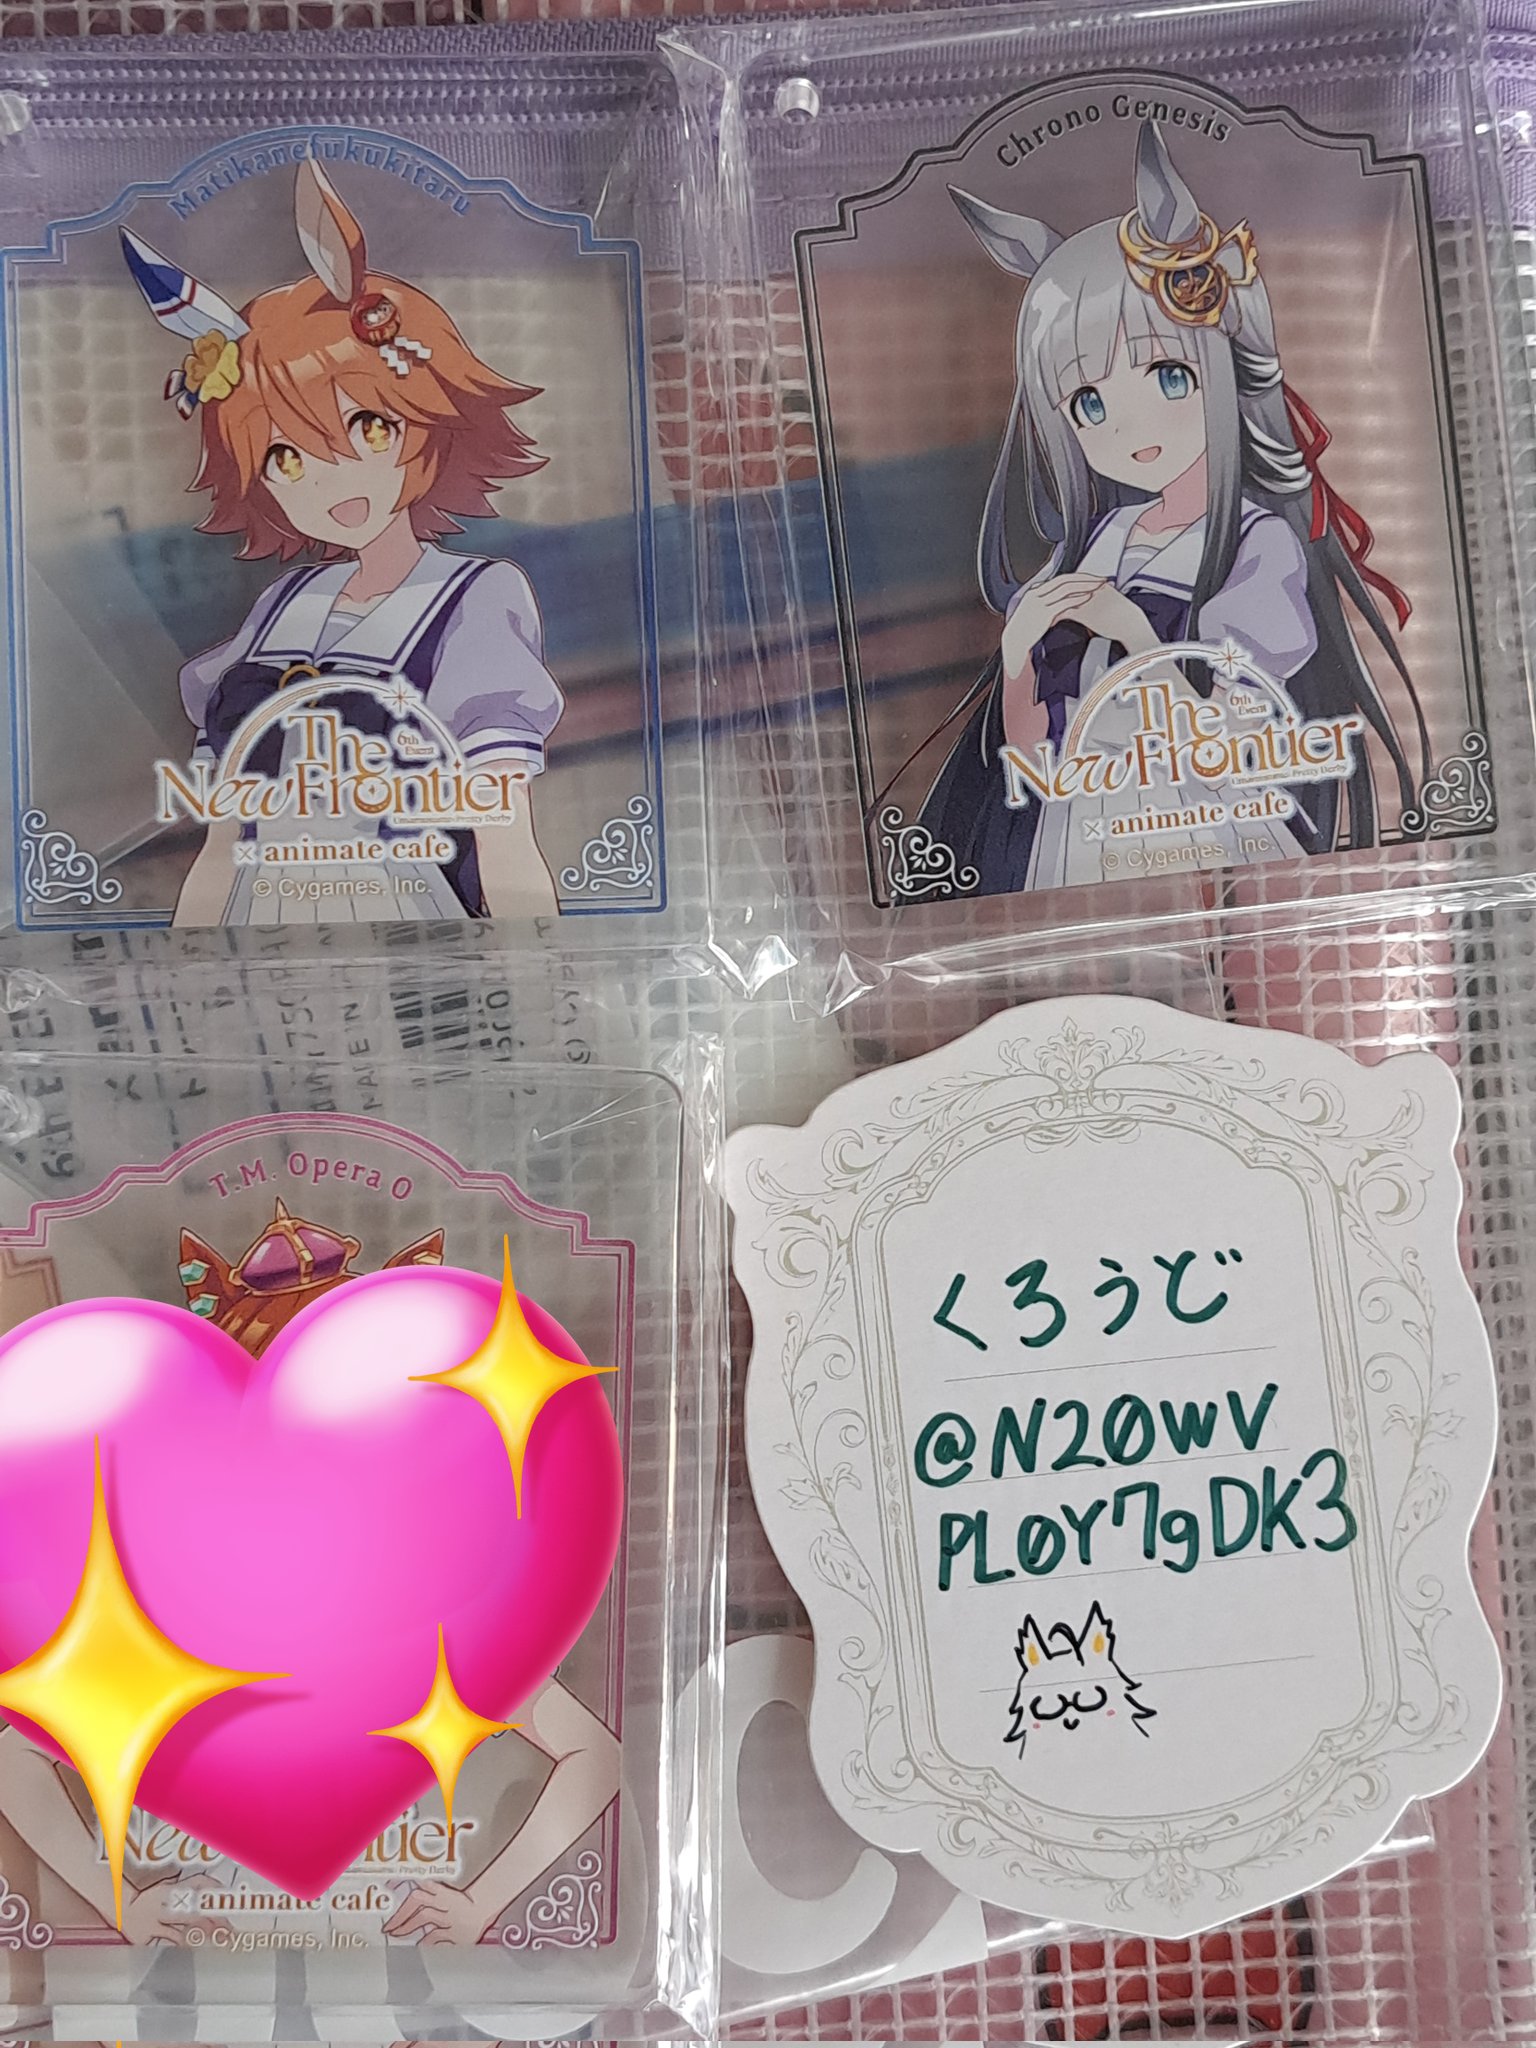 Matikanefukukitaru
The
6th
Event
New Frontier
Umamusume: Pretty Derby
× animate cafe
© Cygames, Inc.
Chrono Genesis
The
6th
Event
New Frontier
Umamusume: Pretty Derby
× animate cafe
© Cygames, Inc.
T.M. Opera O
× animate cafe
© Cygames, Inc.
くろうど
@N20wV
PL0Y7gDK3